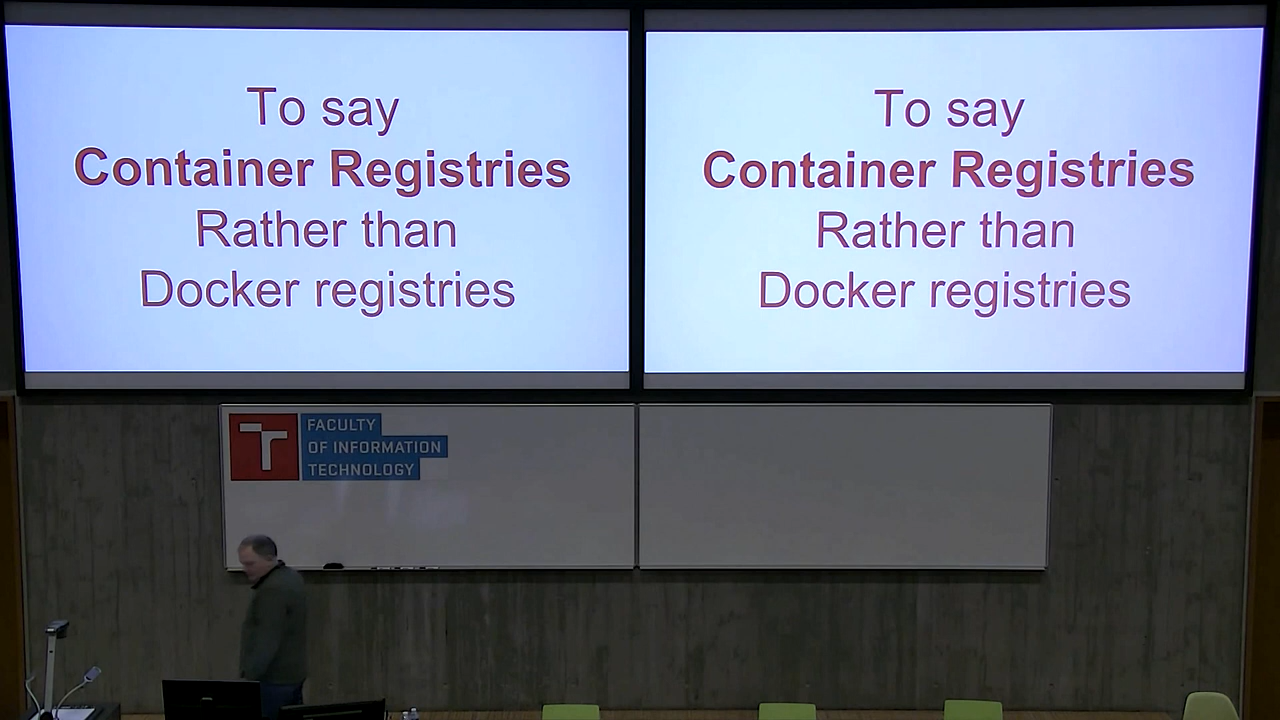 To say
Container Registries
Rather than
Docker registries
To say
Container Registries
Rather than
Docker registries
T
FACULTY
OF INFORMATION
TECHNOLOGY